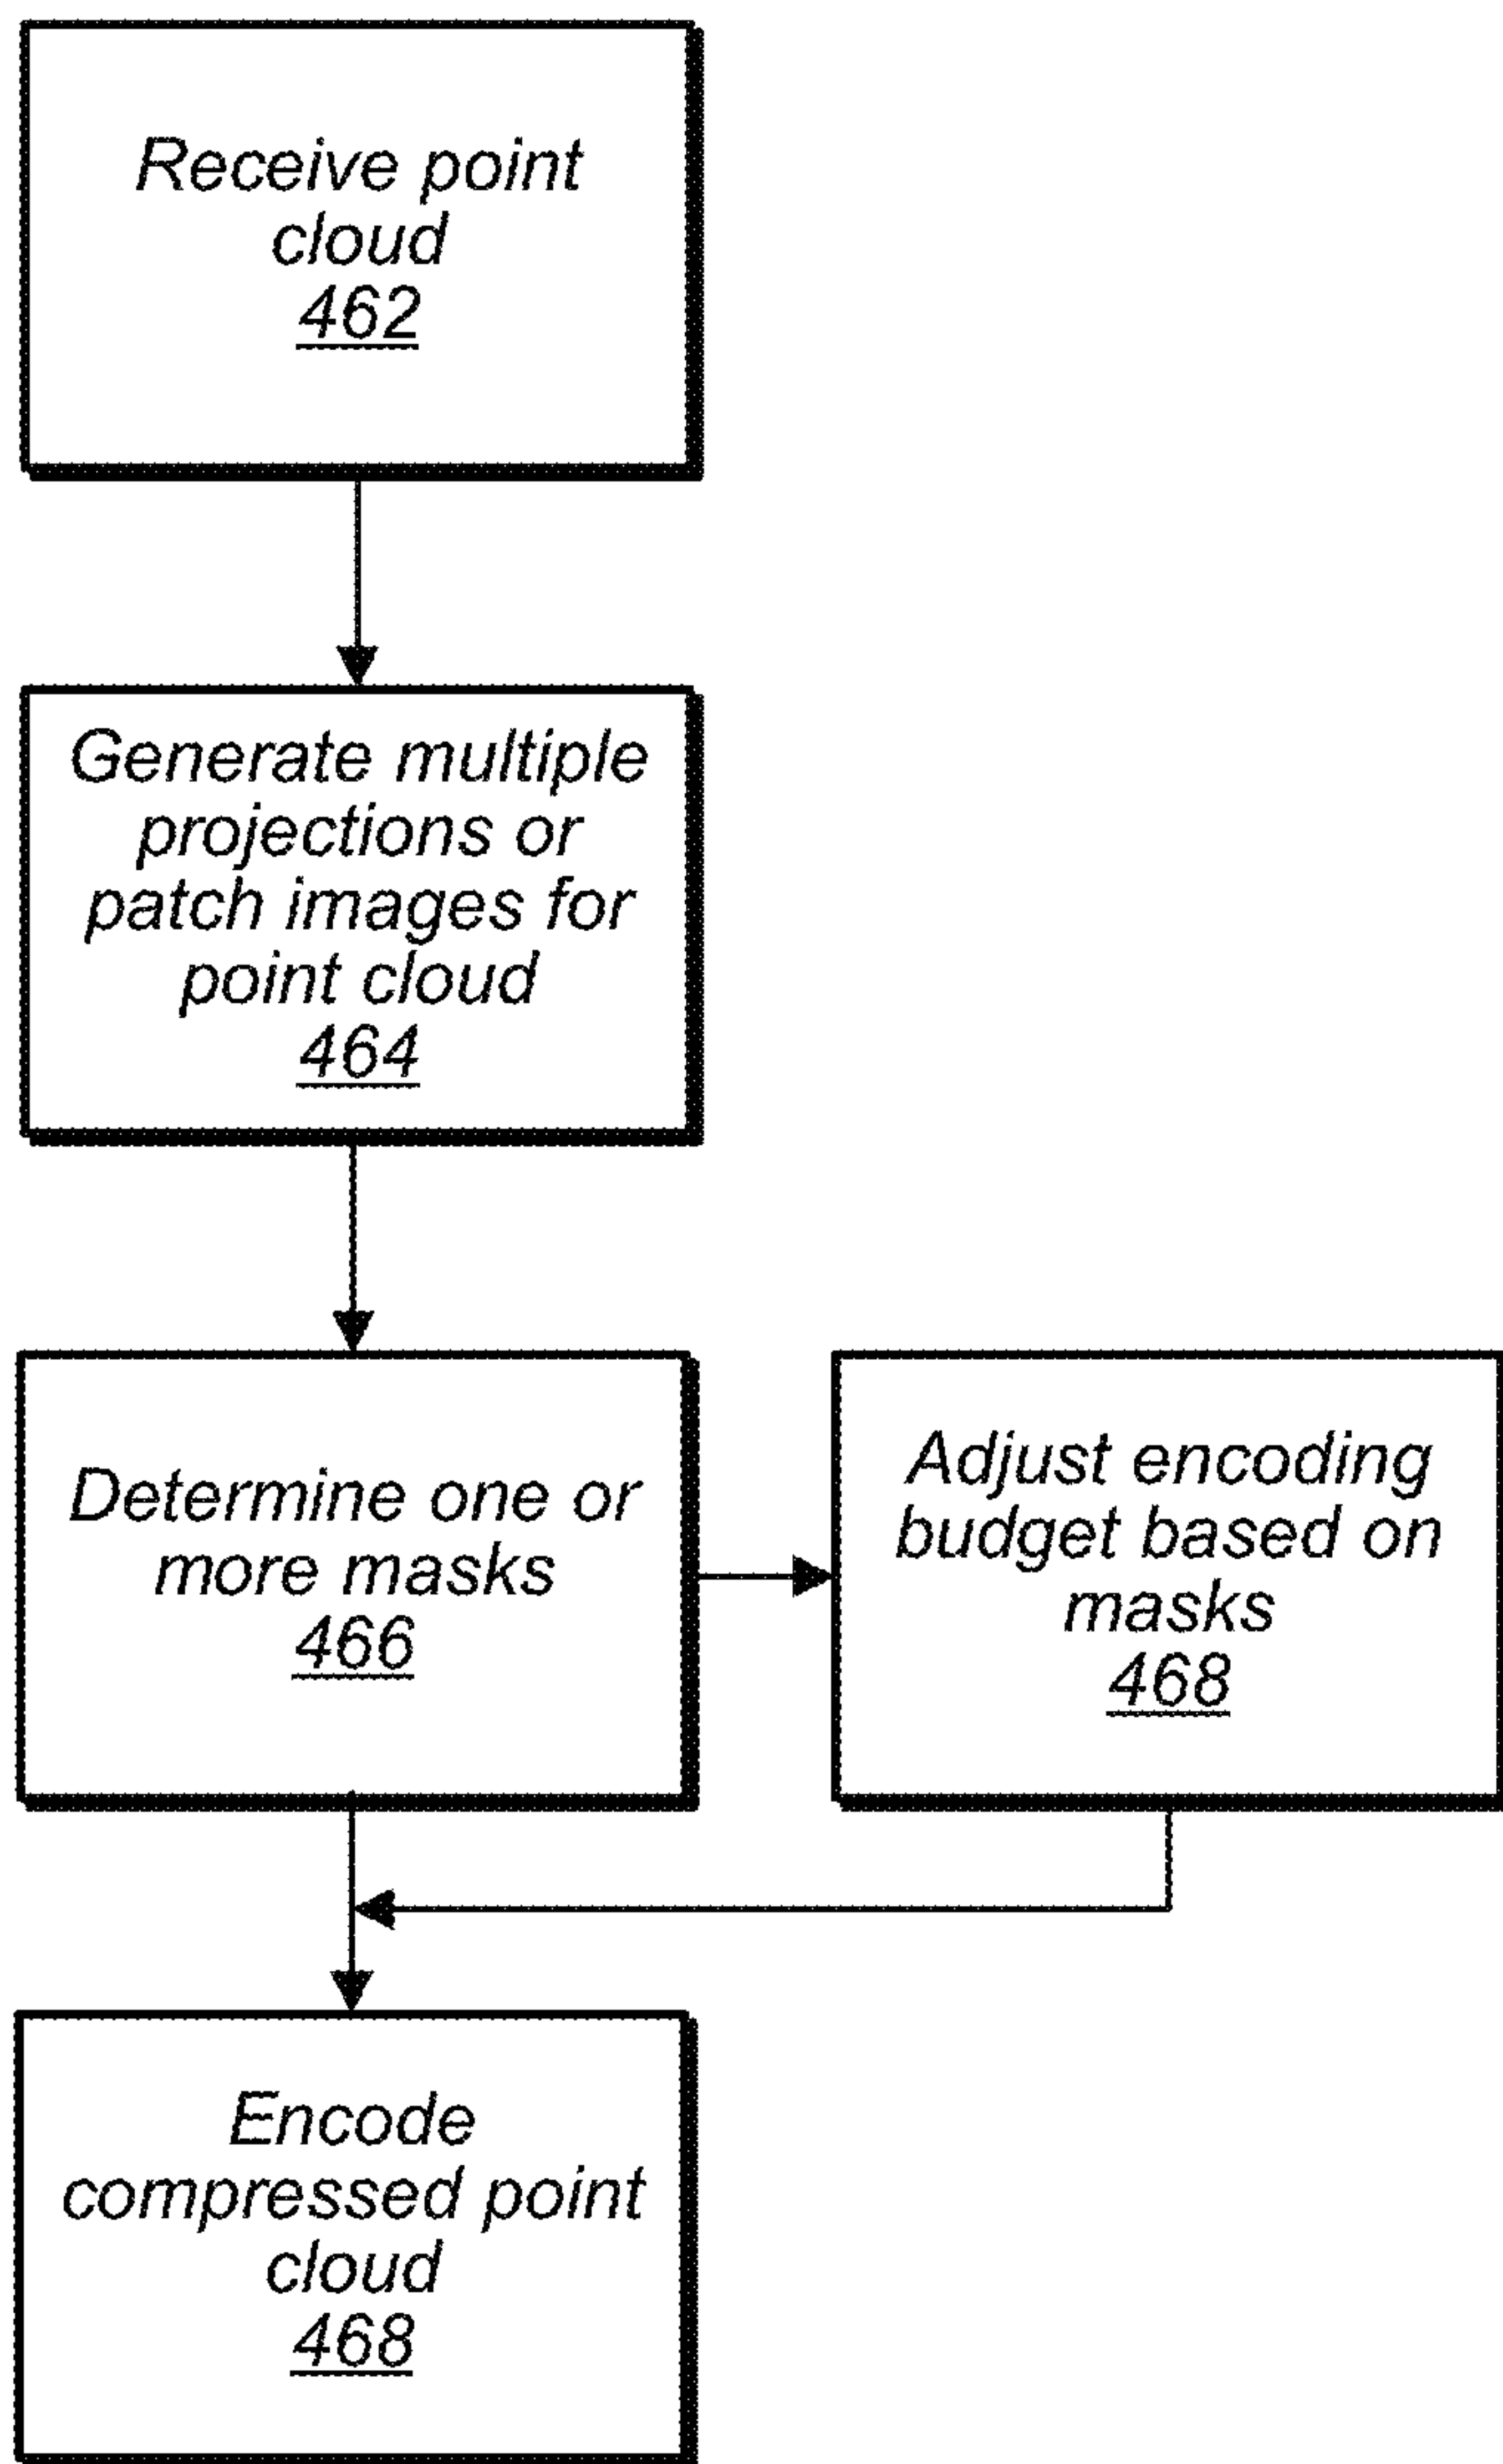 Receive point
cloud
462
Generate multiple
projections or
patch images for
point cloud
464
Determine one or
more masks
466
Adjust encoding
budget based on
masks
468
Encode
compressed point
cloud
468